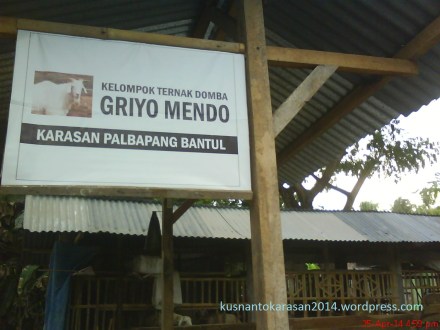 KELOMPOK TERNAK DOMBA
GRIYO MENDO
KARASAN PALBAPANG BANTUL
kusnantokarasan2014.wordpress.com